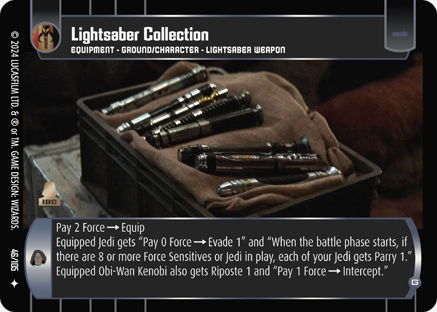 Lightsaber Collection
EQUIPMENT - GROUND/CHARACTER - LIGHTSABER WEAPON
© 2024 LUCASFILM LTD. & ® or TM. GAME DESIGN: WIZARDS.
IDC
46/105
Pay 2 Force → Equip
Equipped Jedi gets “Pay 0 Force → Evade 1” and “When the battle phase starts, if
there are 8 or more Force Sensitives or Jedi in play, each of your Jedi gets Parry 1.”
Equipped Obi-Wan Kenobi also gets Riposte 1 and “Pay 1 Force → Intercept.”
G